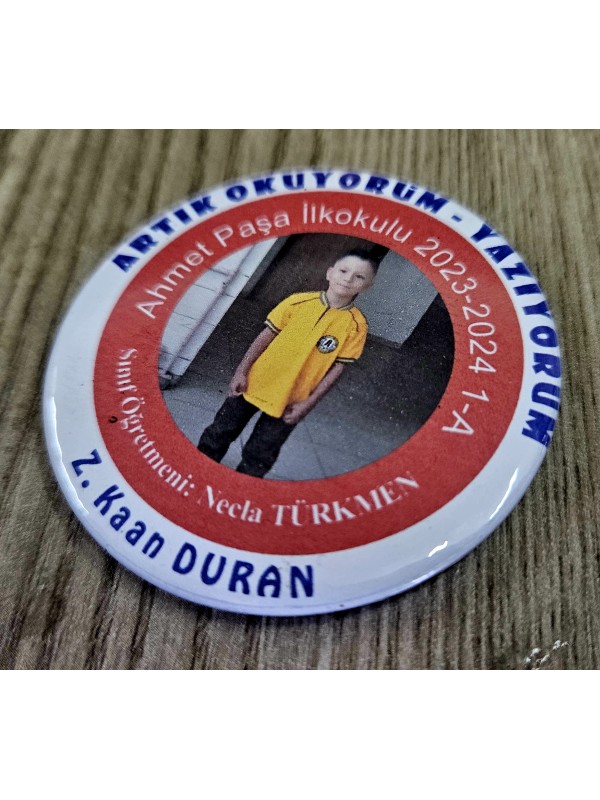 ARTIK OKUYORUM - YAZIYORUM
Ahmet Paşa İlkokulu 2023-2024 1-A
Sınıf Öğretmeni: Necla TÜRKMEN
Z. Kaan DURAN